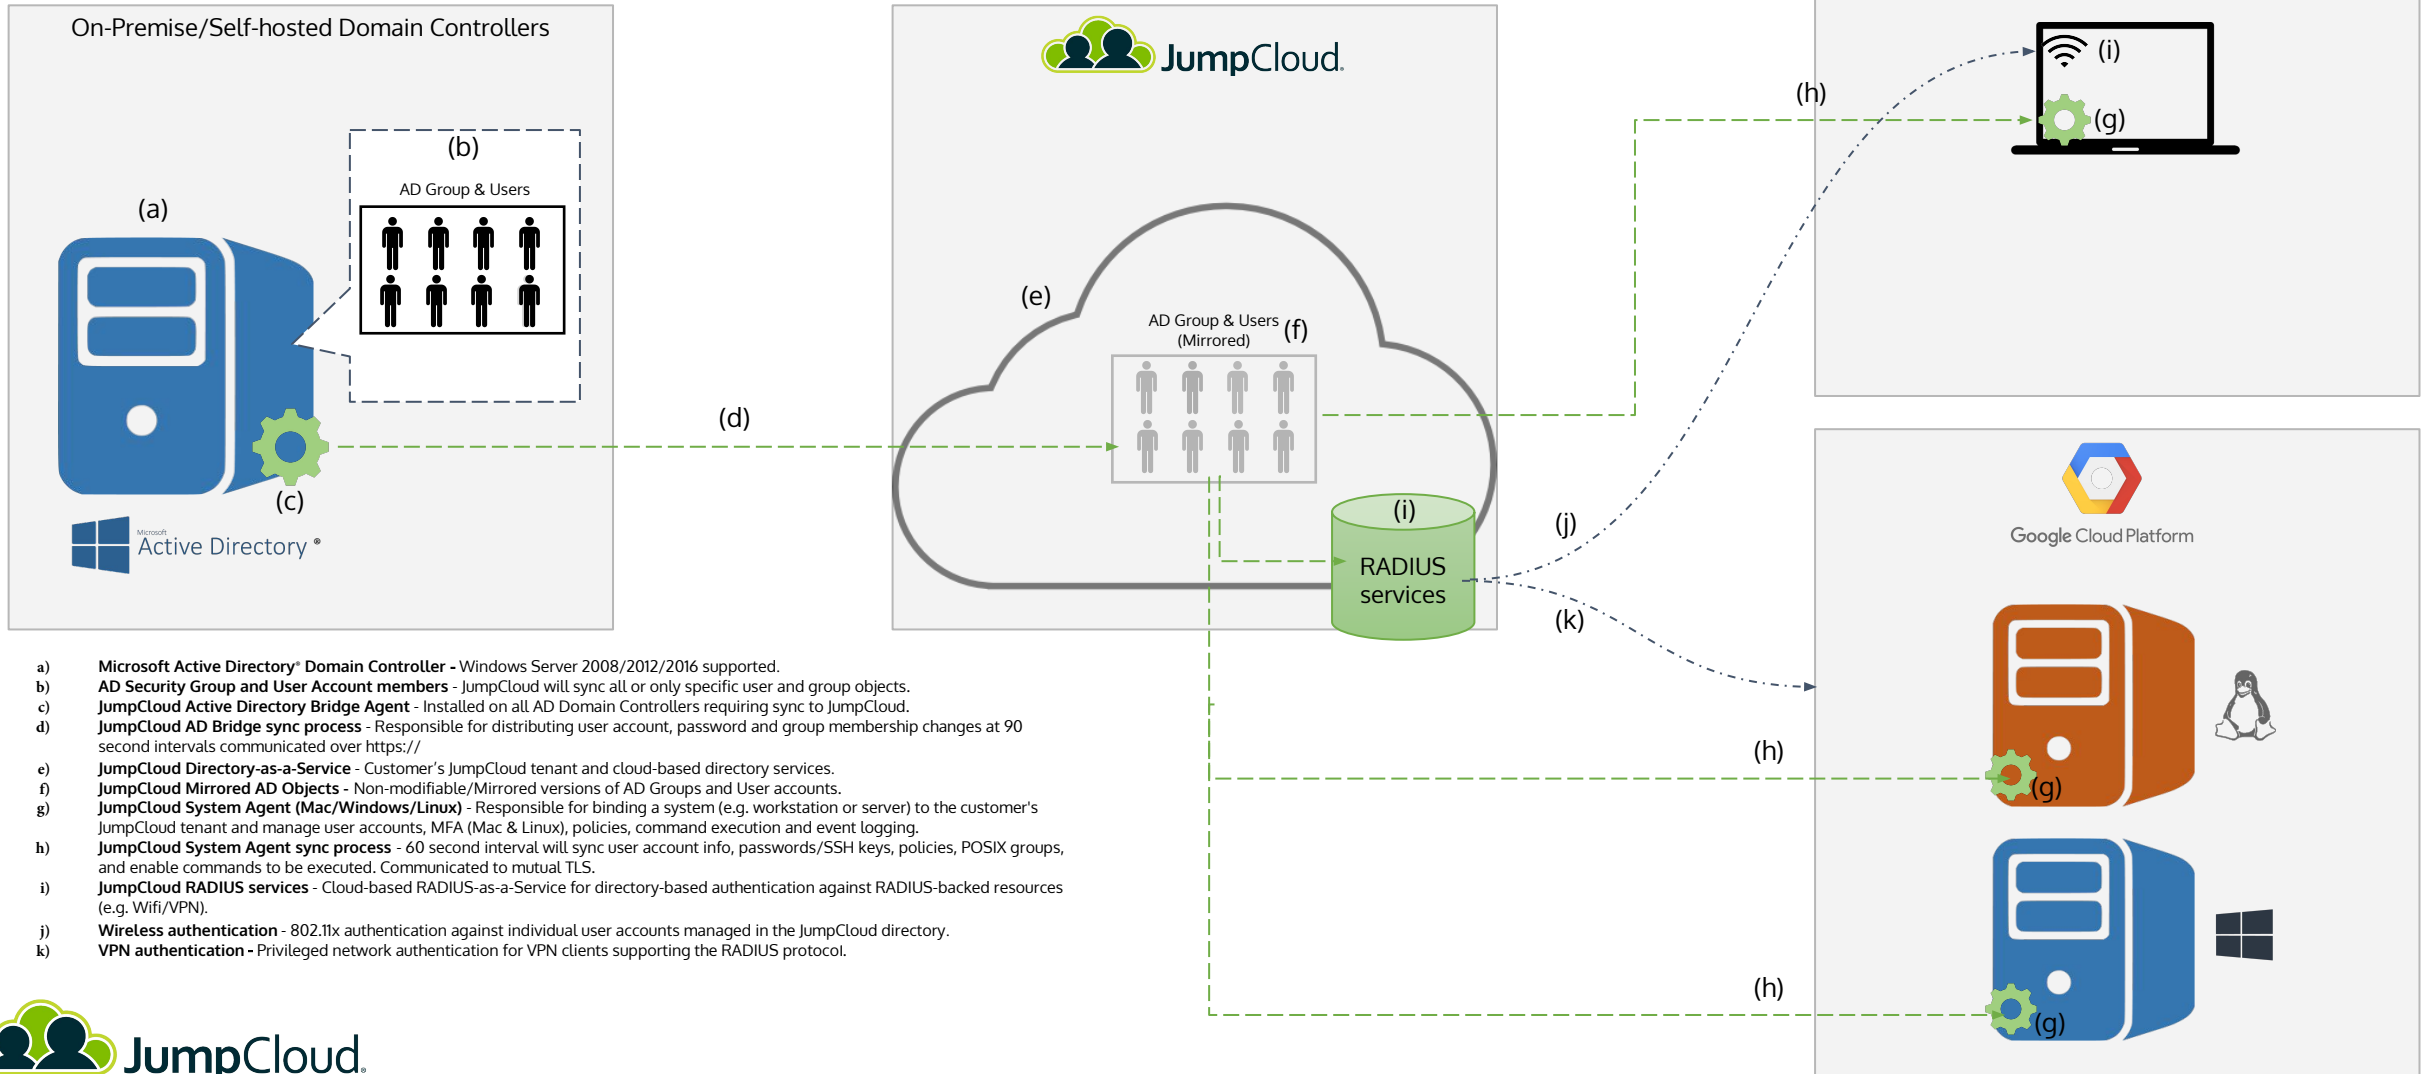 On-Premise/Self-hosted Domain Controllers
(b)
AD Group & Users
(a)
(c)
Microsoft
Active Directory ®
(d)
JumpCloud.
(e)
AD Group & Users
(Mirrored)
(f)
(i)
RADIUS
services
(h)
(i)
(g)
(j)
(k)
Google Cloud Platform
(h)
(g)
(h)
(g)
a) Microsoft Active Directory® Domain Controller - Windows Server 2008/2012/2016 supported.
b) AD Security Group and User Account members - JumpCloud will sync all or only specific user and group objects.
c) JumpCloud Active Directory Bridge Agent - Installed on all AD Domain Controllers requiring sync to JumpCloud.
d) JumpCloud AD Bridge sync process - Responsible for distributing user account, password and group membership changes at 90
second intervals communicated over https://
e) JumpCloud Directory-as-a-Service - Customer's JumpCloud tenant and cloud-based directory services.
f) JumpCloud Mirrored AD Objects - Non-modifiable/Mirrored versions of AD Groups and User accounts.
g) JumpCloud System Agent (Mac/Windows/Linux) - Responsible for binding a system (e.g. workstation or server) to the customer's
JumpCloud tenant and manage user accounts, MFA (Mac & Linux), policies, command execution and event logging.
h) JumpCloud System Agent sync process - 60 second interval will sync user account info, passwords/SSH keys, policies, POSIX groups,
and enable commands to be executed. Communicated to mutual TLS.
i) JumpCloud RADIUS services - Cloud-based RADIUS-as-a-Service for directory-based authentication against RADIUS-backed resources
(e.g. Wifi/VPN).
j) Wireless authentication - 802.11x authentication against individual user accounts managed in the JumpCloud directory.
k) VPN authentication - Privileged network authentication for VPN clients supporting the RADIUS protocol.
JumpCloud.